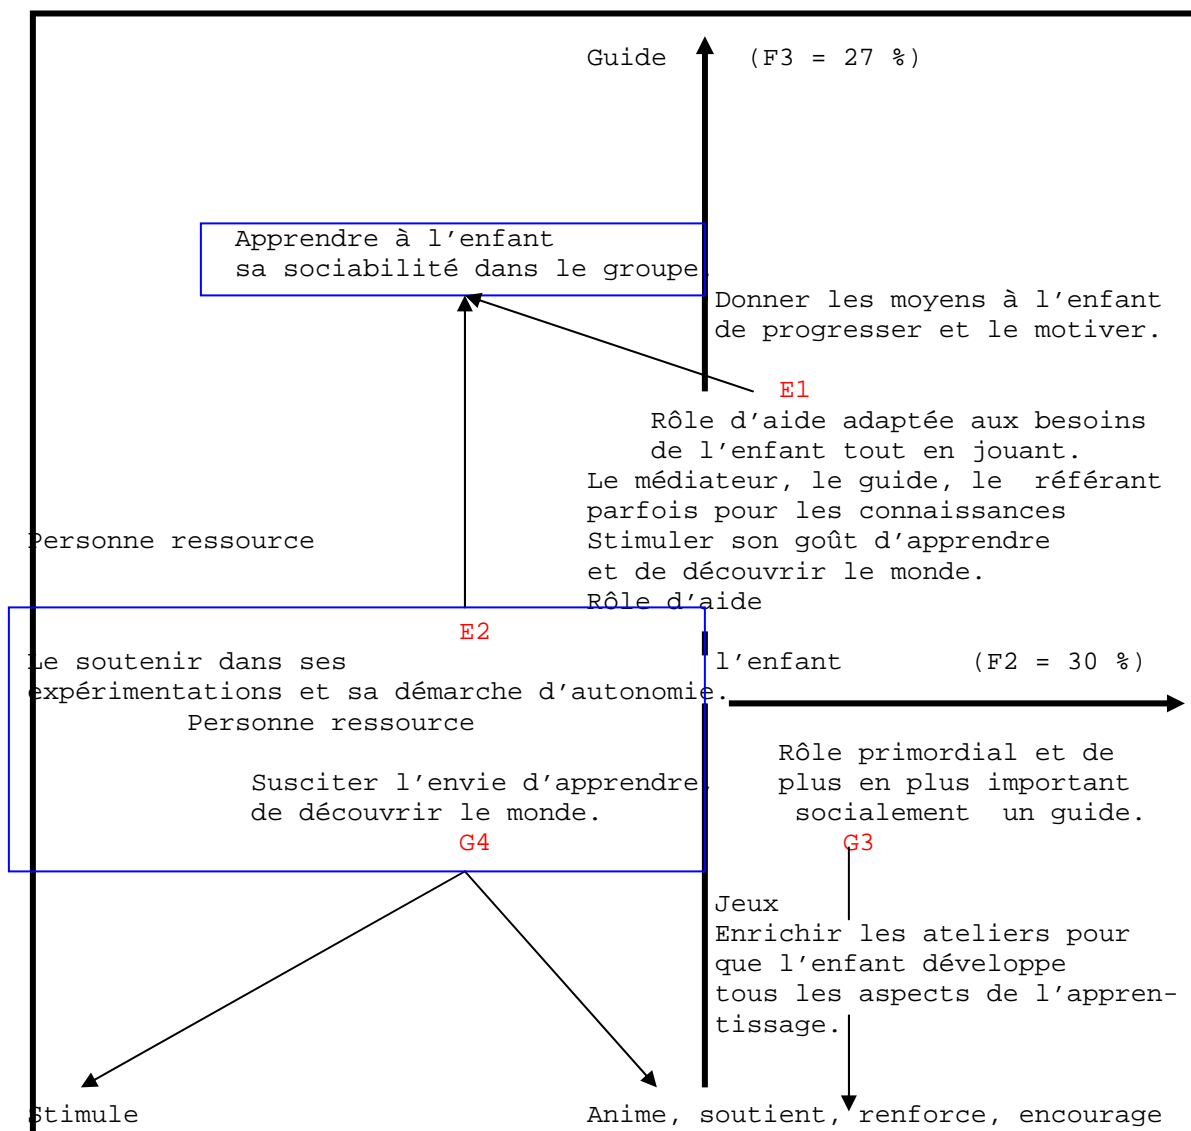 Guide (F3 = 27 %)
Apprendre à l’enfant
sa sociabilité dans le groupe.
Donner les moyens à l’enfant
de progresser et le motiver.
E1
Rôle d’aide adaptée aux besoins
de l’enfant tout en jouant.
Le médiateur, le guide, le référant
parfois pour les connaissances
Personne ressource
Stimuler son goût d’apprendre
et de découvrir le monde.
Rôle d’aide
E2
Le soutenir dans ses
expérimentations et sa démarche d’autonomie.
l’enfant (F2 = 30 %)
Personne ressource
Susciter l’envie d’apprendre,
de découvrir le monde.
G4
Rôle primordial et de
plus en plus important
socialement un guide.
G3
Jeux
Enrichir les ateliers pour
que l’enfant développe
tous les aspects de l’appren-
tissage.
Stimule
Anime, soutient, renforce, encourage